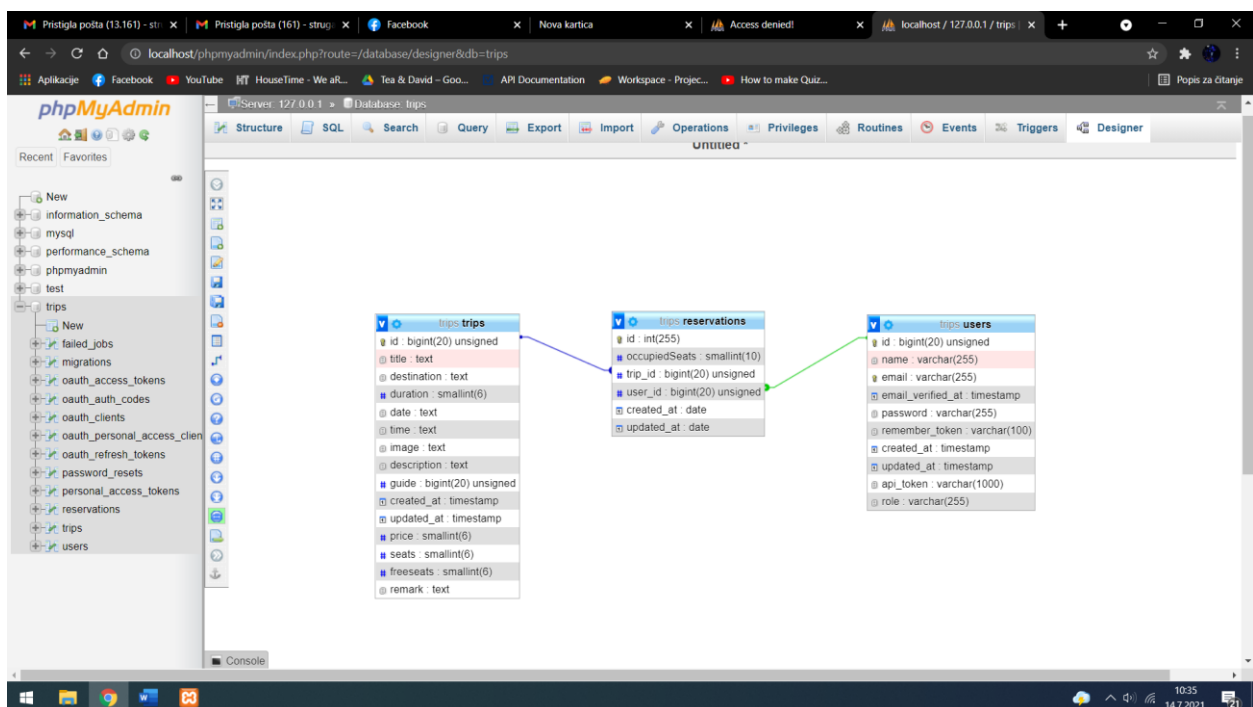 Pristigla pošta (13.161) - str
Pristigla pošta (161) - strug
Facebook
Nova kartica
Access denied!
localhost / 127.0.0.1 / trips |
localhost/phpmyadmin/index.php?route=/database/designer&db=trips
Aplikacije
Facebook
YouTube
HouseTime - We aR...
Tea & David – Goo...
API Documentation
Workspace - Projec...
How to make Quiz...
Popis za čitanje
phpMyAdmin
Recent Favorites
New
information_schema
mysql
performance_schema
phpmyadmin
test
trips
New
failed_jobs
migrations
oauth_access_tokens
oauth_auth_codes
oauth_clients
oauth_personal_access_clien
oauth_refresh_tokens
password_resets
personal_access_tokens
reservations
trips
users
Server: 127.0.0.1 » Database: trips
Structure SQL Search Query Export Import Operations Privileges Routines Events Triggers Designer
Untitled *
trips trips
id : bigint(20) unsigned
title : text
destination : text
duration : smallint(6)
date : text
time : text
image : text
description : text
guide : bigint(20) unsigned
created_at : timestamp
updated_at : timestamp
price : smallint(6)
seats : smallint(6)
freeseats : smallint(6)
remark : text
trips reservations
id : int(255)
occupiedSeats : smallint(10)
trip_id : bigint(20) unsigned
user_id : bigint(20) unsigned
created_at : date
updated_at : date
trips users
id : bigint(20) unsigned
name : varchar(255)
email : varchar(255)
email_verified_at : timestamp
password : varchar(255)
remember_token : varchar(100)
created_at : timestamp
updated_at : timestamp
api_token : varchar(1000)
role : varchar(255)
Console
10:35
14.7.2021.
21